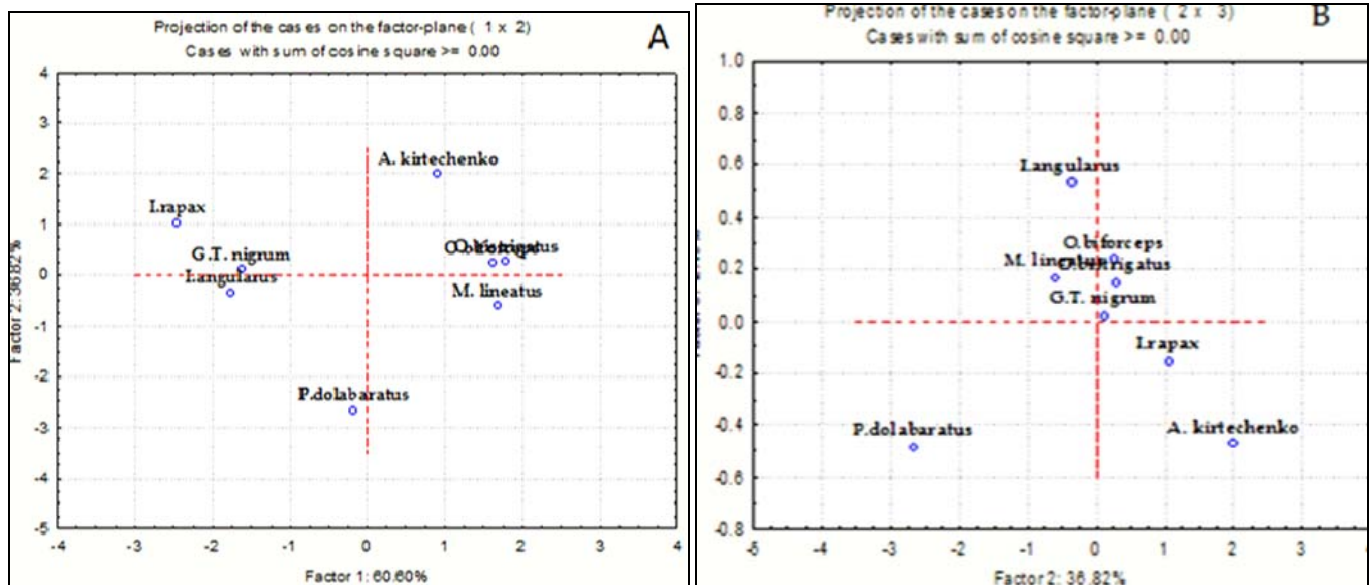 Projection of the cases on the factor-plane ( 1 x 2)
Cases with sum of cosine square >= 0.00
A
4
3
2
1
0
-1
-2
-3
-4
-5
A. kirtechenko
I.rapax
G.T. nigrum
I.angularus
M. lineatus
P.dolabaratus
-4 -3 -2 -1 0 1 2 3 4
Factor 1: 60.60%
Factor 2: 36.82%
Projection of the cases on the factor-plane ( 2 x 3)
Cases with sum of cosine square >= 0.00
B
1.0
0.8
0.6
0.4
0.2
0.0
-0.2
-0.4
-0.6
-0.8
I.angularus
O.biforceps
M. lineatus
G.T. nigrum
I.rapax
P.dolabaratus
A. kirtechenko
-5 -4 -3 -2 -1 0 1 2 3 4
Factor 2: 36.82%